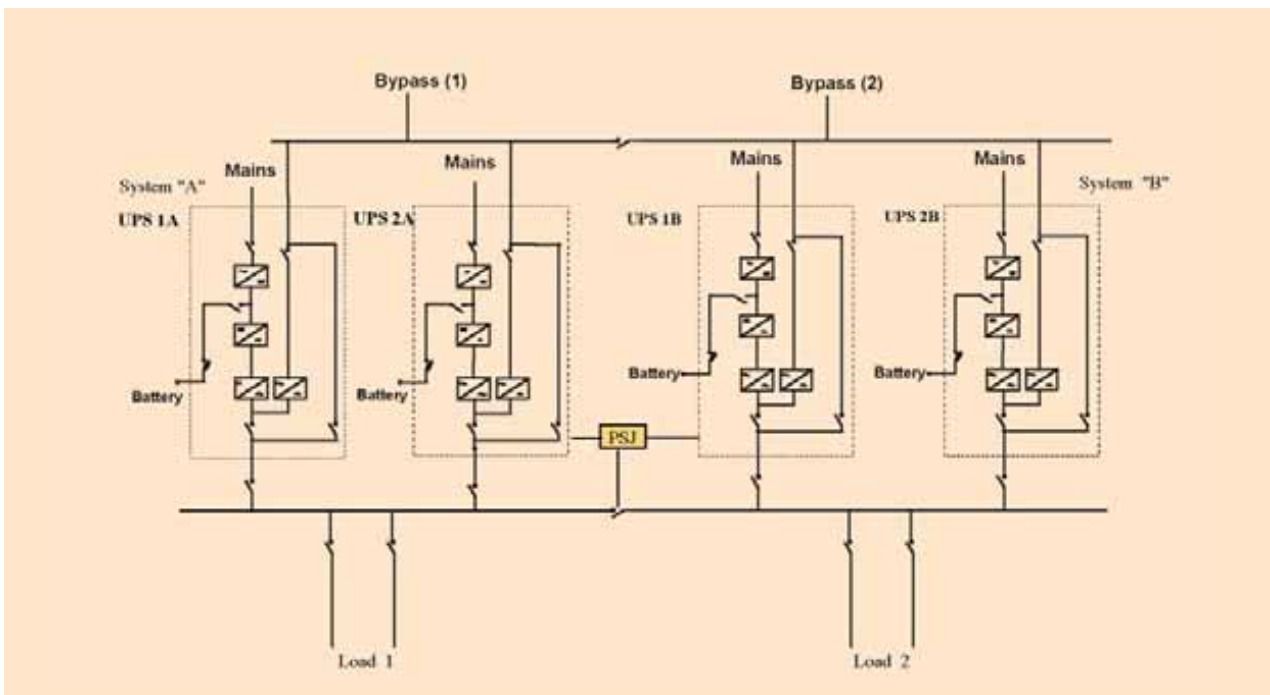 Bypass (1)
Bypass (2)
Mains
Mains
Mains
Mains
System "A"
System "B"
UPS 1A
UPS 2A
UPS 1B
UPS 2B
Battery
Battery
Battery
Battery
PSJ
Load 1
Load 2